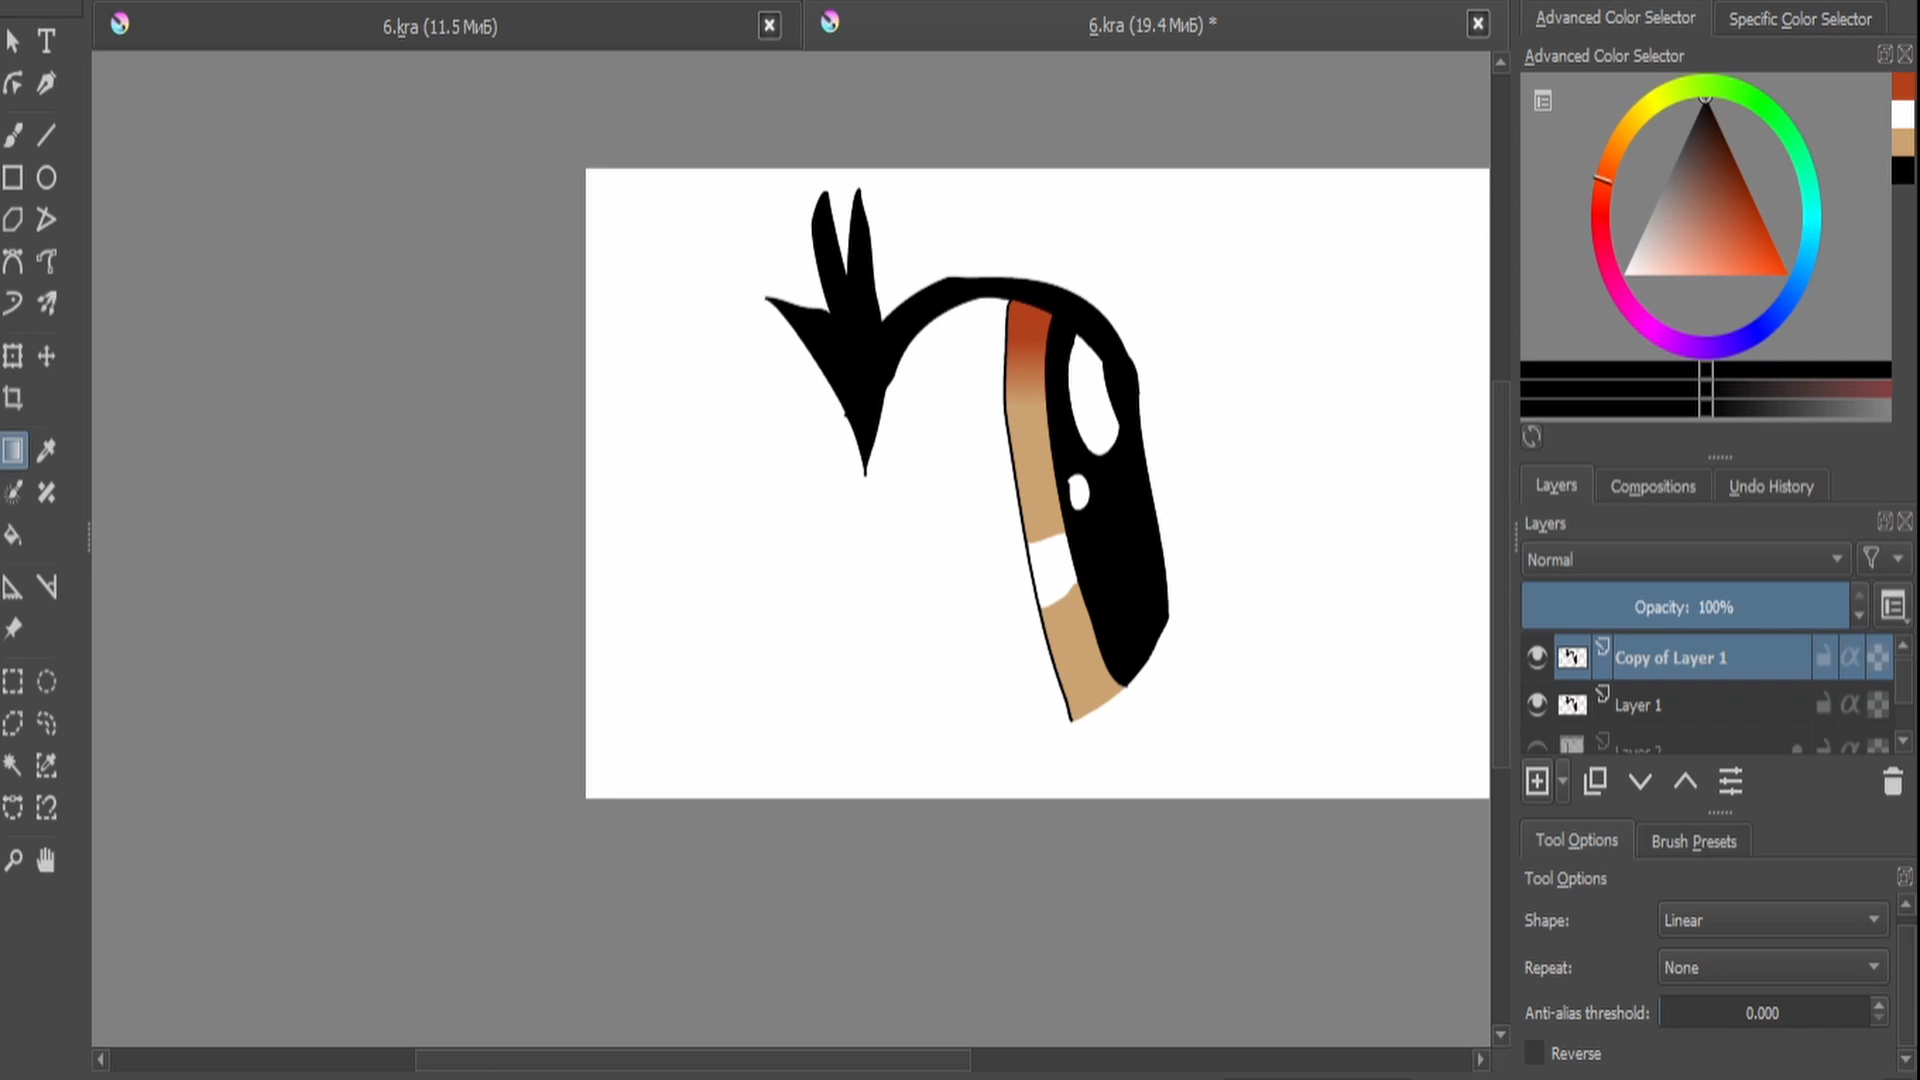 6.kra (11.5 МиБ)
6.kra (19.4 МиБ) *
Advanced Color Selector
Specific Color Selector
Advanced Color Selector
Layers
Compositions
Undo History
Layers
Normal
Opacity: 100%
Copy of Layer 1
Layer 1
Layer 2
Tool Options
Brush Presets
Tool Options
Shape:
Linear
Repeat:
None
Anti-alias threshold:
0.000
Reverse